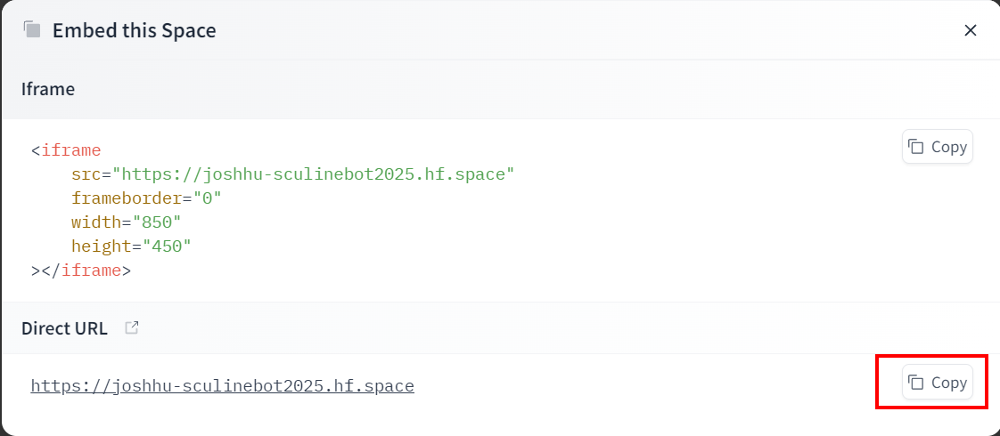 Embed this Space
Iframe
<iframe
    src="https://joshhu-sculinebot2025.hf.space"
    frameborder="0"
    width="850"
    height="450"
></iframe>
Copy
Direct URL
https://joshhu-sculinebot2025.hf.space
Copy